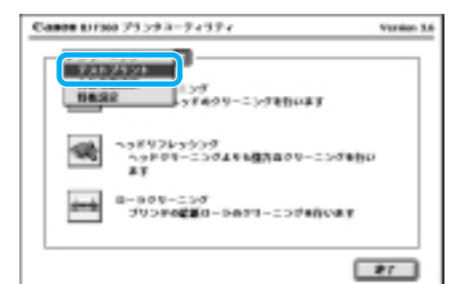 Canon BJ F360 プリンタユーティリティ
Version 3.6
テストプリント
特殊設定
ニング
ッドのクリーニングを行います
ヘッドリフレッシング
ヘッドクリーニングよりも強力なクリーニングを行い
ます
ローラクリーニング
プリンタの給紙ローラのクリーニングを行います
終了